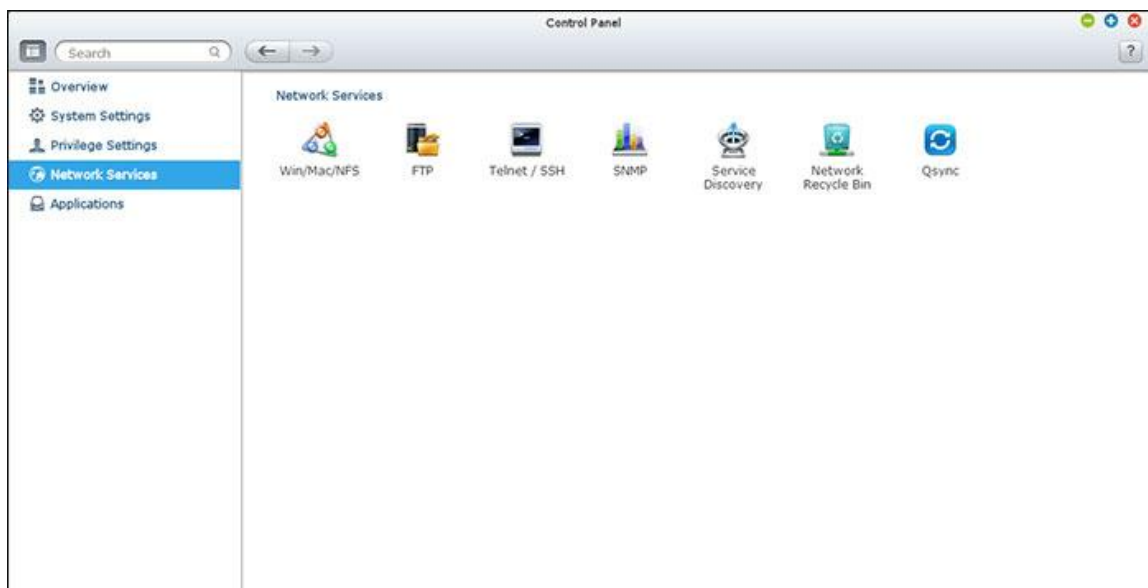 Control Panel
Search
?
Overview
System Settings
Privilege Settings
Network Services
Applications
Network Services
Win/Mac/NFS
FTP
Telnet / SSH
SNMP
Service
Discovery
Network
Recycle Bin
Qsync